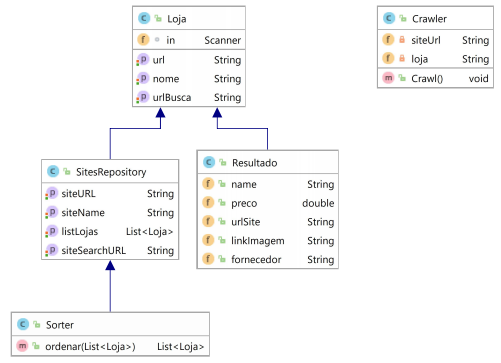 Loja
in Scanner
url String
nome String
urlBusca String
Crawler
siteUrl String
loja String
Crawl() void
SitesRepository
siteURL String
siteName String
listLojas List<Loja>
siteSearchURL String
Resultado
name String
preco double
urlSite String
linkImagem String
fornecedor String
Sorter
ordenar(List<Loja>) List<Loja>